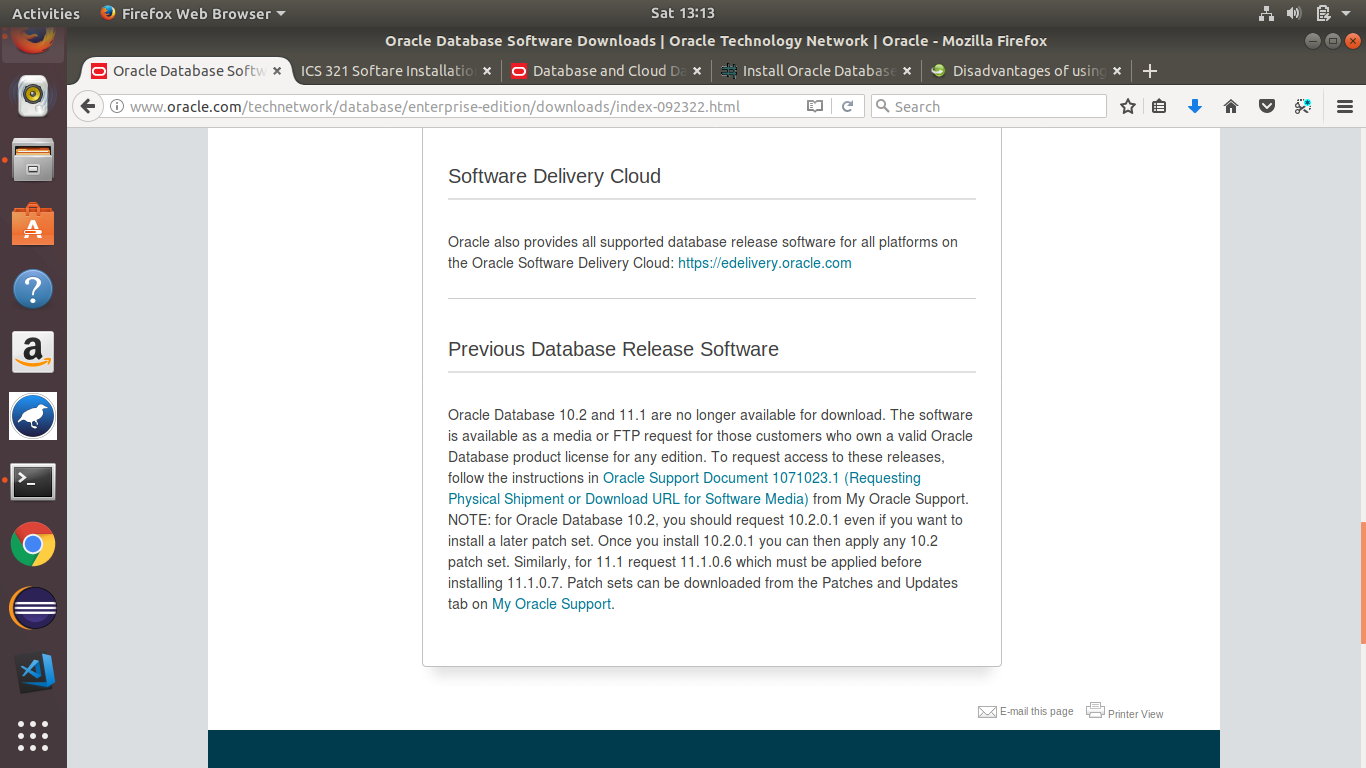 Activities
Firefox Web Browser
Sat 13:13
Oracle Database Software Downloads | Oracle Technology Network | Oracle - Mozilla Firefox
Oracle Database Softw
ICS 321 Softare Installatio
Database and Cloud Da
Install Oracle Database
Disadvantages of using
www.oracle.com/technetwork/database/enterprise-edition/downloads/index-092322.html
Search
Software Delivery Cloud
Oracle also provides all supported database release software for all platforms on
the Oracle Software Delivery Cloud: https://edelivery.oracle.com
Previous Database Release Software
Oracle Database 10.2 and 11.1 are no longer available for download. The software
is available as a media or FTP request for those customers who own a valid Oracle
Database product license for any edition. To request access to these releases,
follow the instructions in Oracle Support Document 1071023.1 (Requesting
Physical Shipment or Download URL for Software Media) from My Oracle Support.
NOTE: for Oracle Database 10.2, you should request 10.2.0.1 even if you want to
install a later patch set. Once you install 10.2.0.1 you can then apply any 10.2
patch set. Similarly, for 11.1 request 11.1.0.6 which must be applied before
installing 11.1.0.7. Patch sets can be downloaded from the Patches and Updates
tab on My Oracle Support.
E-mail this page
Printer View